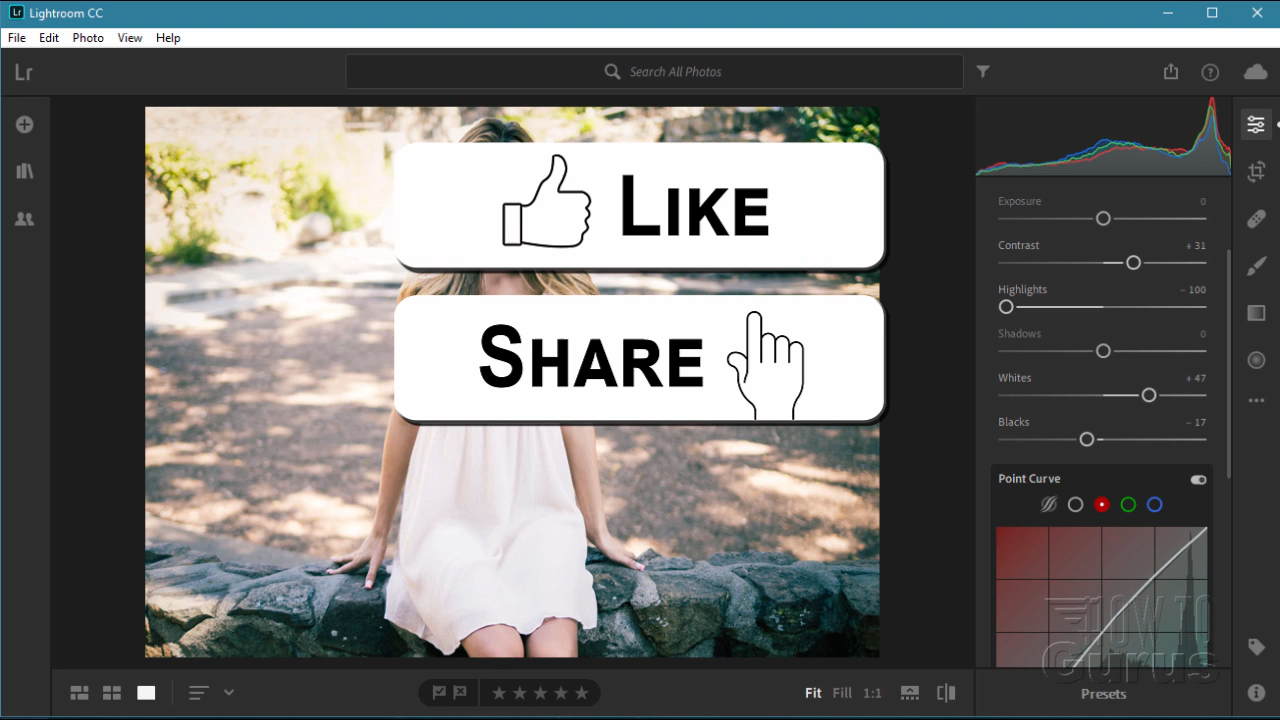 Lr Lightroom CC
File Edit Photo View Help
Lr
Search All Photos
Exposure 0
Contrast + 31
Highlights – 100
Shadows 0
Whites + 47
Blacks – 17
Point Curve
LIKE
SHARE
HOW TO
GURUS
Fit Fill 1:1
Presets